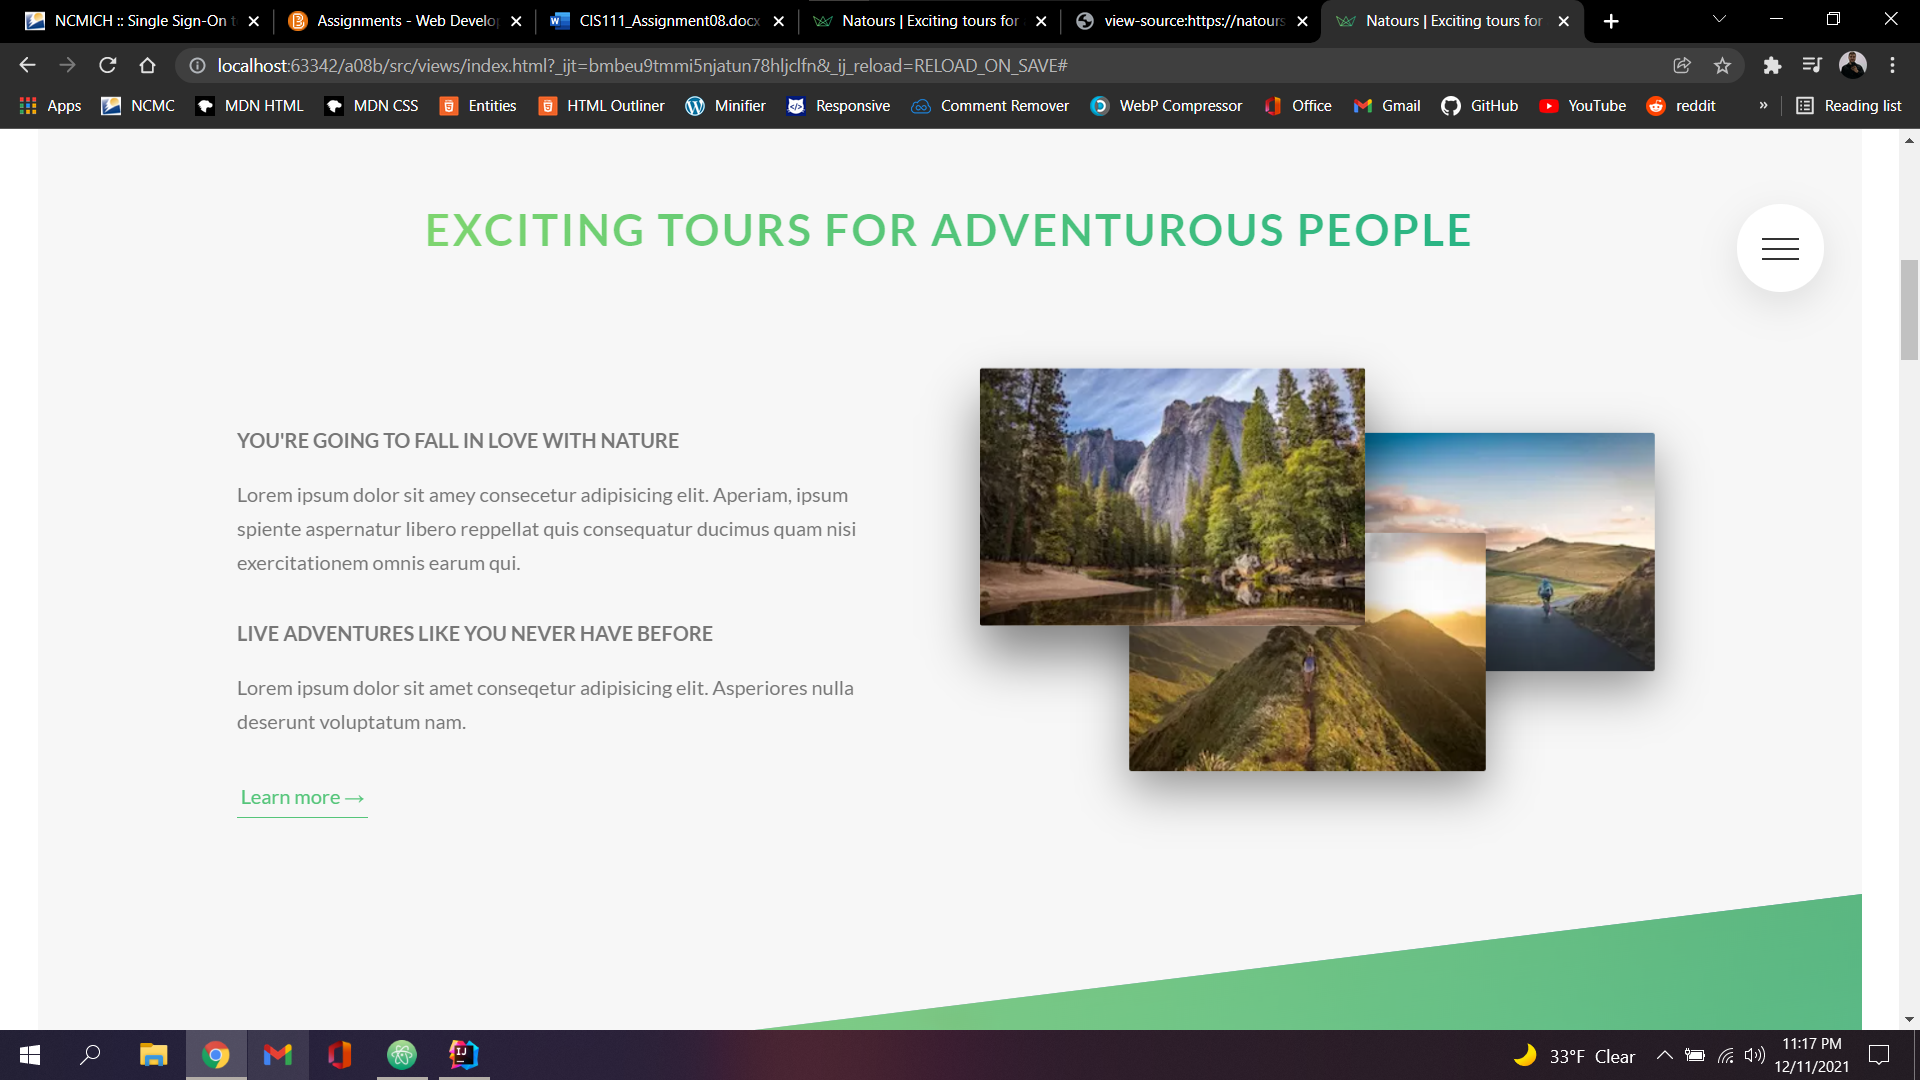 NCMICH :: Single Sign-On t
Assignments - Web Develo
CIS111_Assignment08.docx
Natours | Exciting tours for
view-source:https://natours
Natours | Exciting tours for
localhost:63342/a08b/src/views/index.html?_ijt=bmbeu9tmmi5njatun78hljclfn&_ij_reload=RELOAD_ON_SAVE#
Apps NCMC MDN HTML MDN CSS Entities HTML Outliner Minifier Responsive Comment Remover WebP Compressor Office Gmail GitHub YouTube reddit » Reading list
EXCITING TOURS FOR ADVENTUROUS PEOPLE
YOU'RE GOING TO FALL IN LOVE WITH NATURE
Lorem ipsum dolor sit amey consecetur adipisicing elit. Aperiam, ipsum
spiente aspernatur libero reppellat quis consequatur ducimus quam nisi
exercitationem omnis earum qui.
LIVE ADVENTURES LIKE YOU NEVER HAVE BEFORE
Lorem ipsum dolor sit amet conseqetur adipisicing elit. Asperiores nulla
deserunt voluptatum nam.
Learn more →
33°F Clear
11:17 PM
12/11/2021